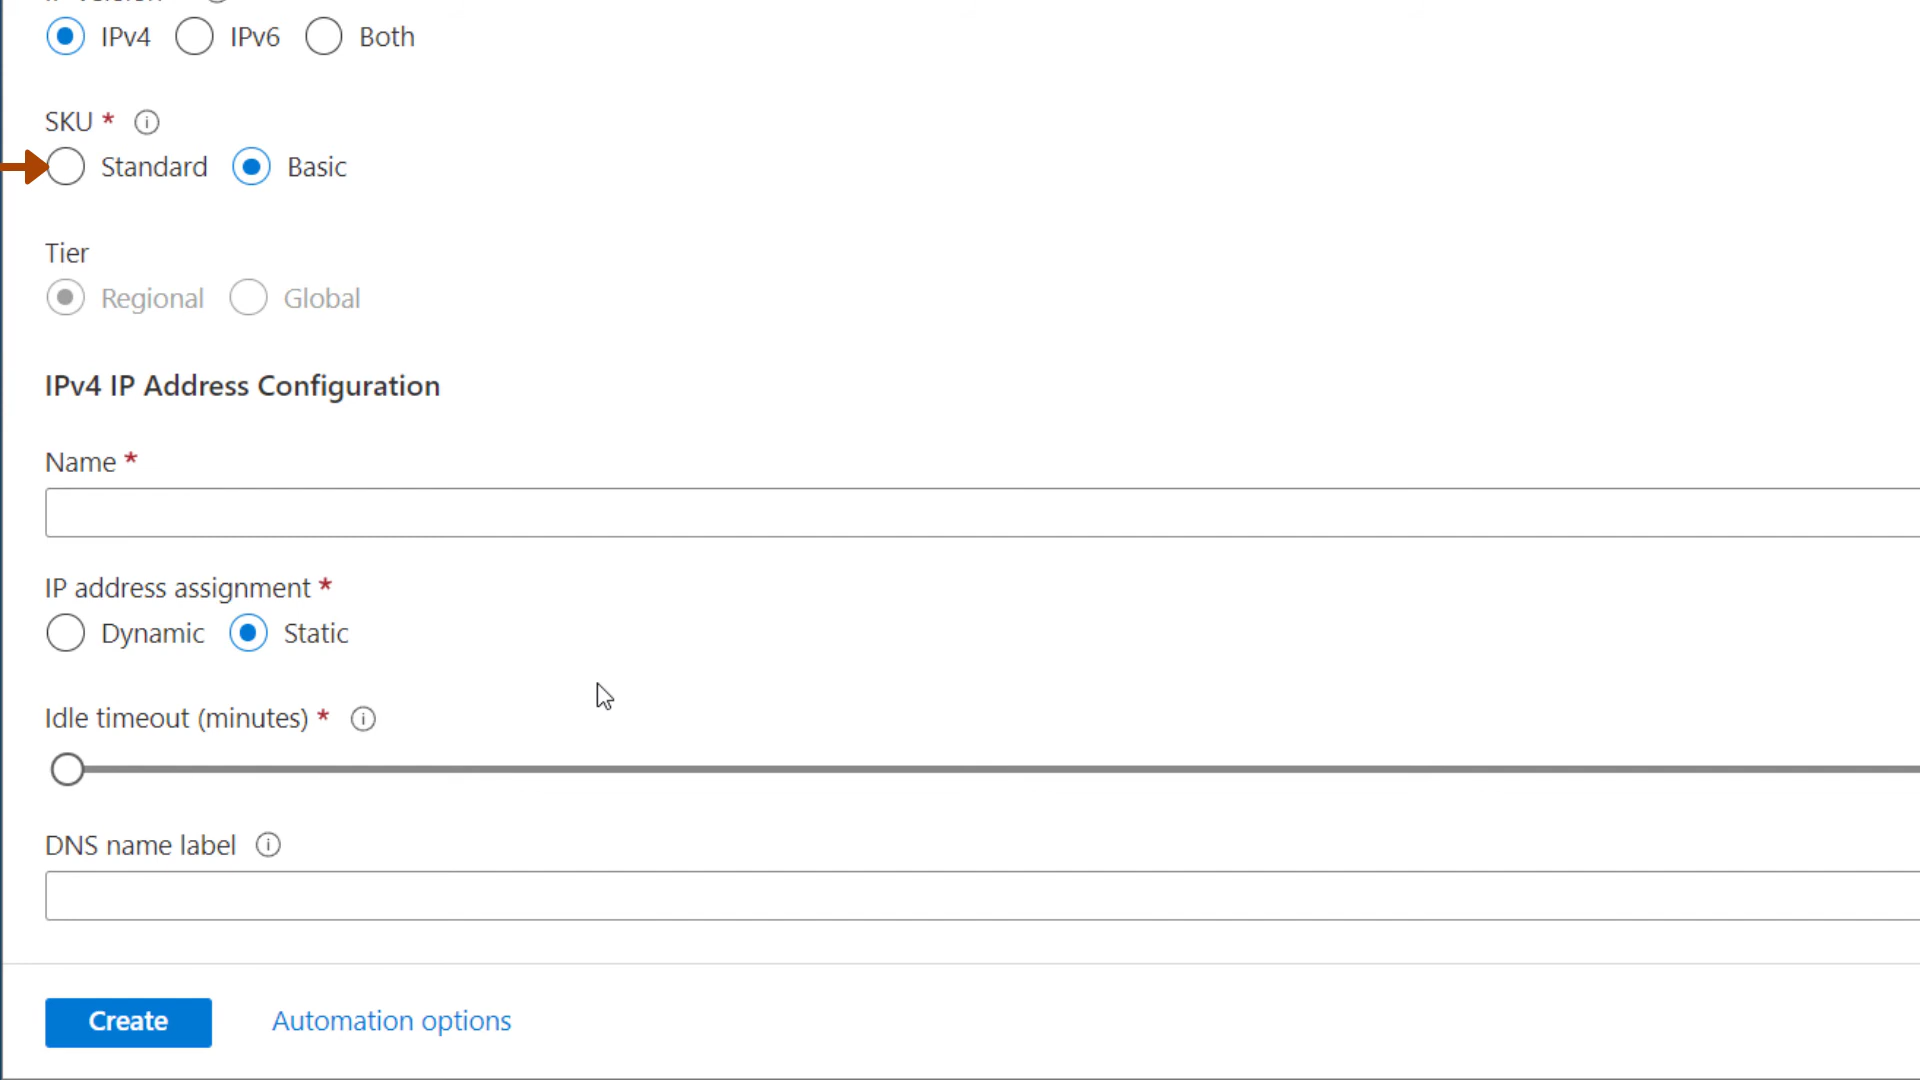 IPv4 IPv6 Both
SKU *
Standard Basic
Tier
Regional Global
IPv4 IP Address Configuration
Name *
IP address assignment *
Dynamic Static
Idle timeout (minutes) *
DNS name label
Create Automation options